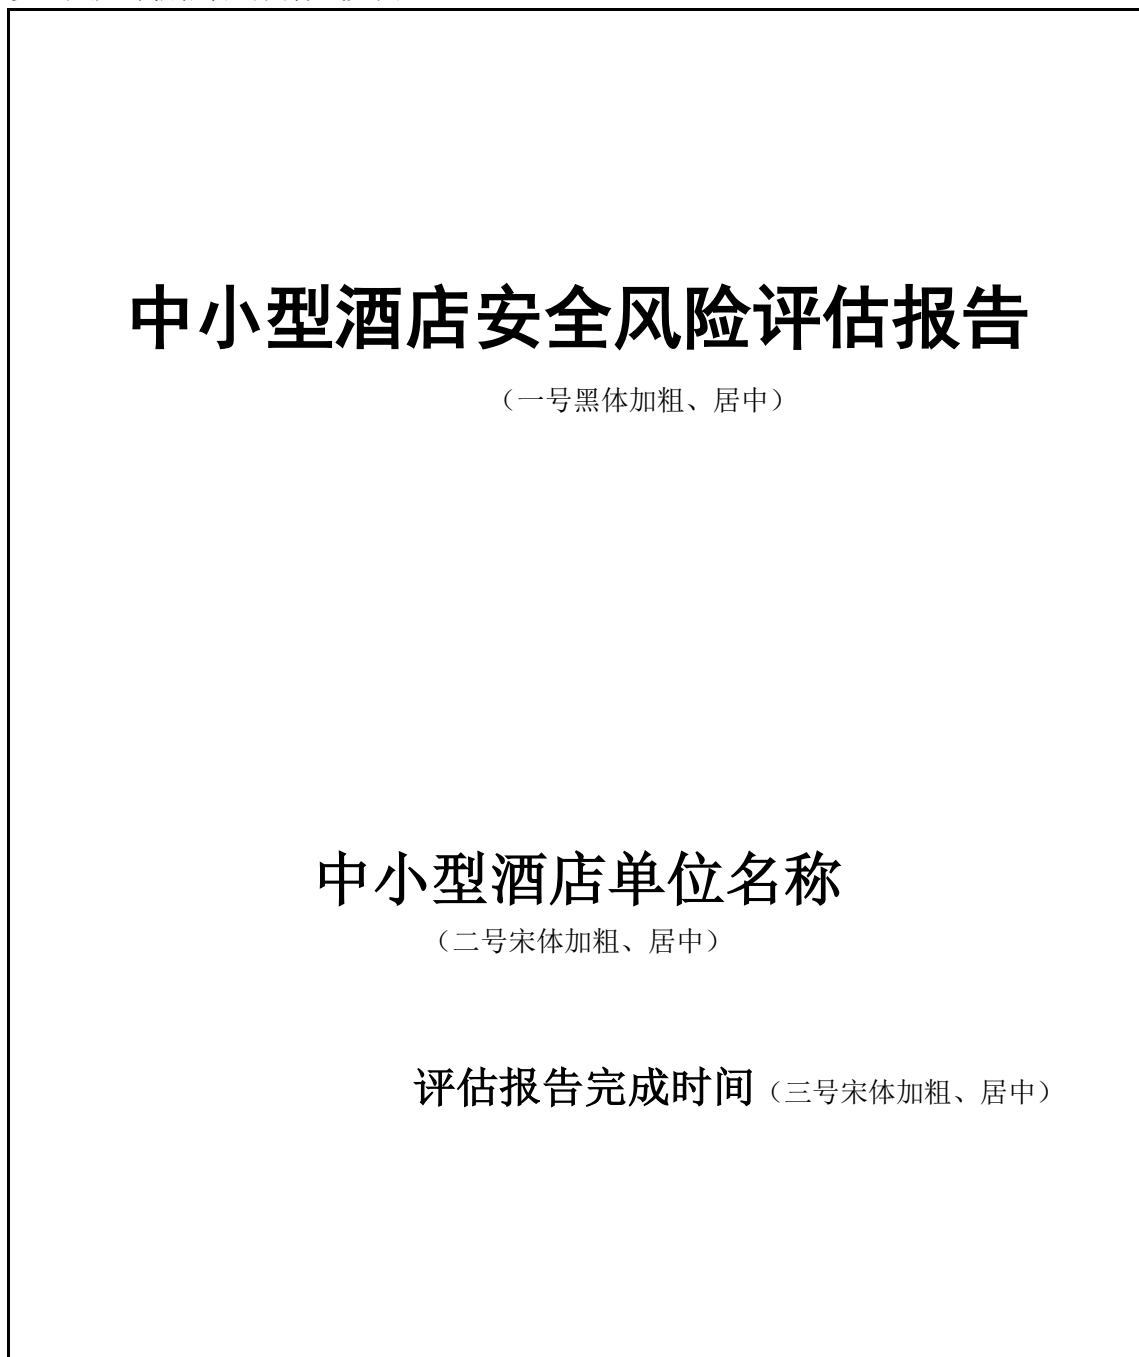 中小型酒店安全风险评估报告
（一号黑体加粗、居中）
中小型酒店单位名称
（二号宋体加粗、居中）
评估报告完成时间（三号宋体加粗、居中）